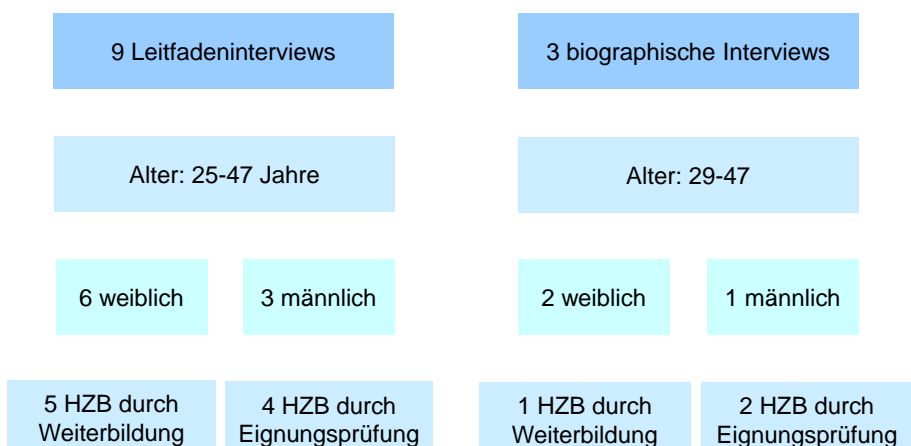 9 Leitfadeninterviews
3 biographische Interviews
Alter: 25-47 Jahre
Alter: 29-47
6 weiblich
3 männlich
2 weiblich
1 männlich
5 HZB durch
Weiterbildung
4 HZB durch
Eignungsprüfung
1 HZB durch
Weiterbildung
2 HZB durch
Eignungsprüfung